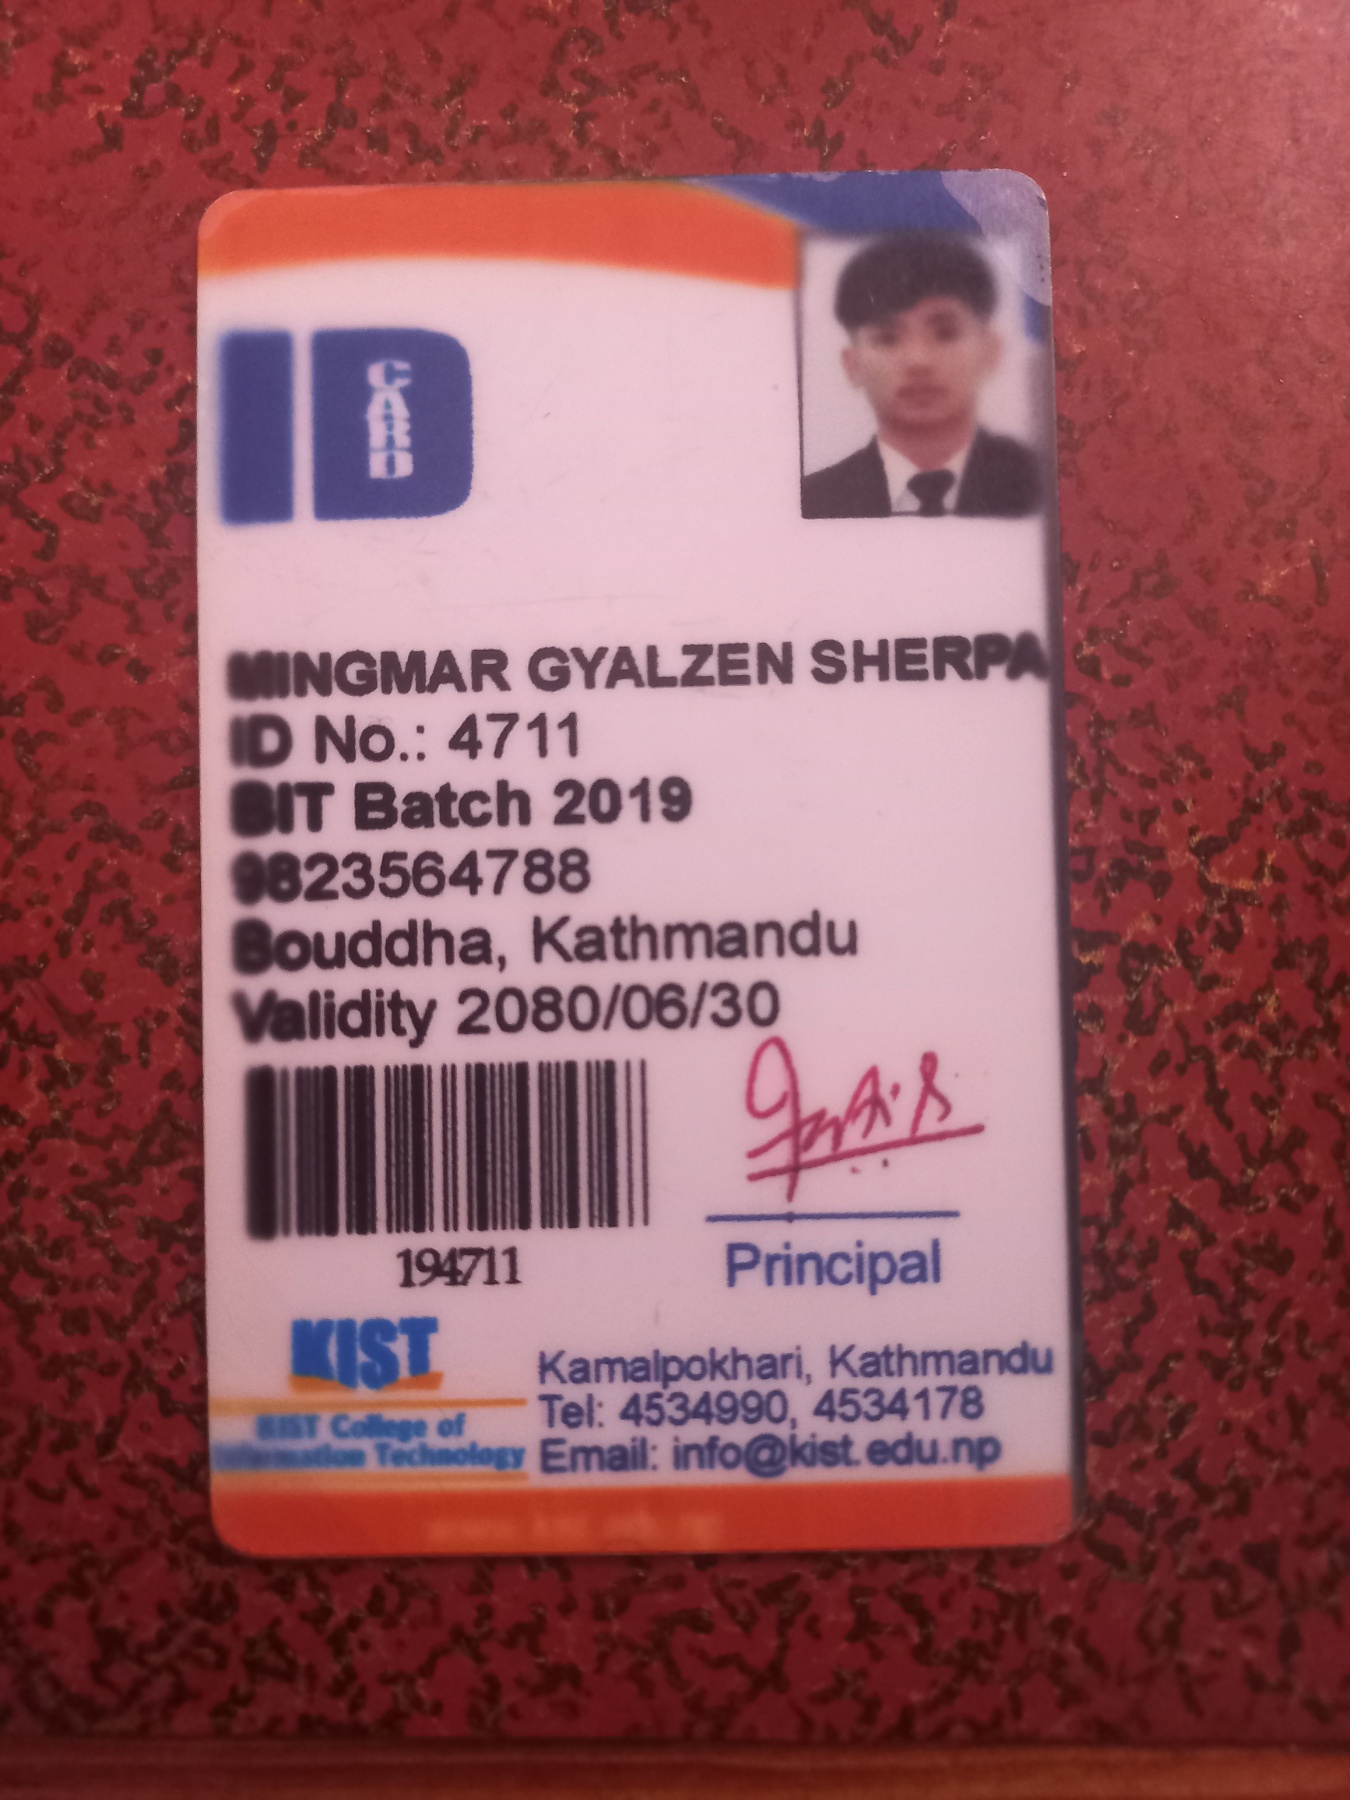 ID
CARD
MINGMAR GYALZEN SHERPA
ID No.: 4711
BIT Batch 2019
9823564788
Bouddha, Kathmandu
Validity 2080/06/30
194711
Principal
KIST
KIST College of
Information Technology
Kamalpokhari, Kathmandu
Tel: 4534990, 4534178
Email: info@kist.edu.np